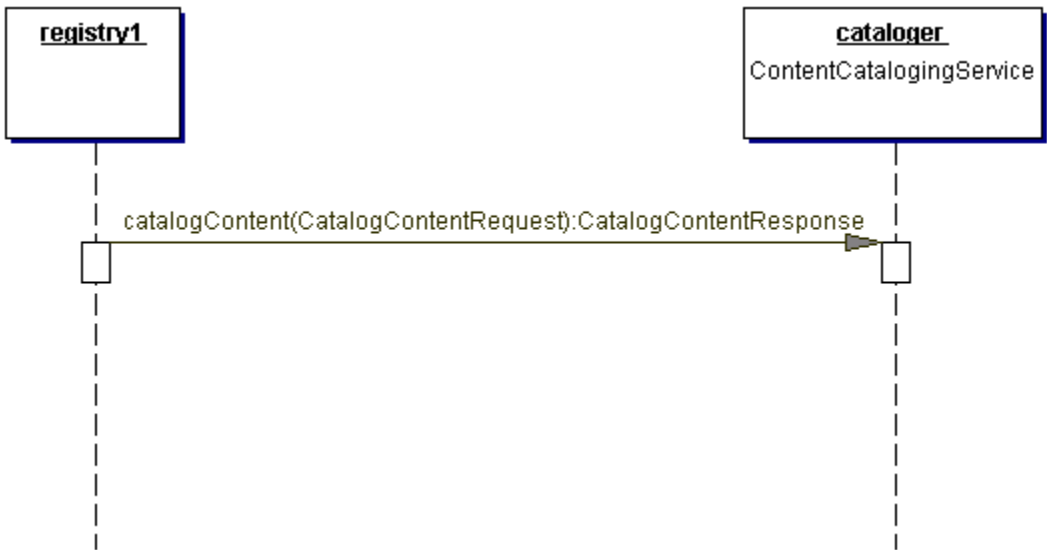 registry1
cataloger
ContentCatalogingService
catalogContent(CatalogContentRequest):CatalogContentResponse